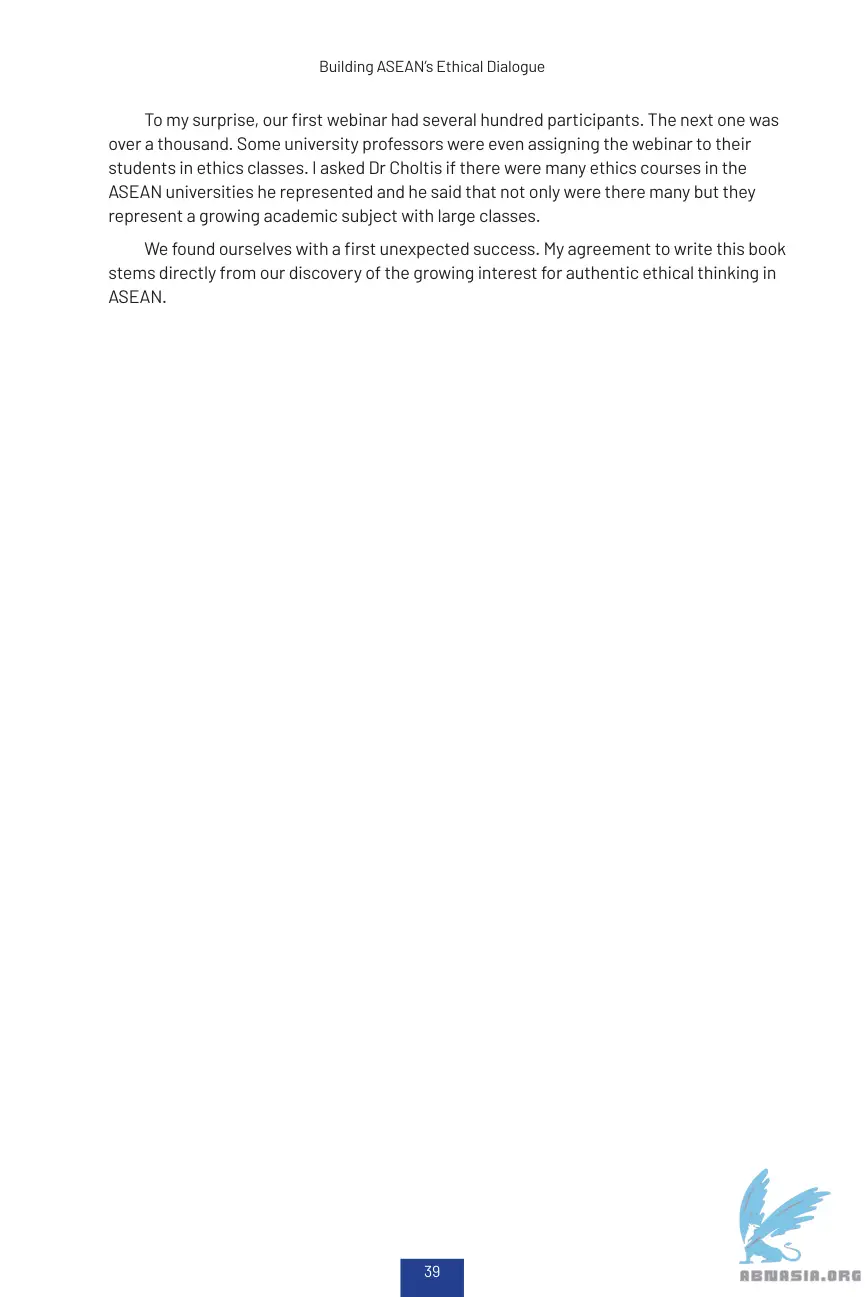 Building ASEAN’s Ethical Dialogue
To my surprise, our first webinar had several hundred participants. The next one was
over a thousand. Some university professors were even assigning the webinar to their
students in ethics classes. I asked Dr Choltis if there were many ethics courses in the
ASEAN universities he represented and he said that not only were there many but they
represent a growing academic subject with large classes.
We found ourselves with a first unexpected success. My agreement to write this book
stems directly from our discovery of the growing interest for authentic ethical thinking in
ASEAN.
39
ABNASIA.ORG